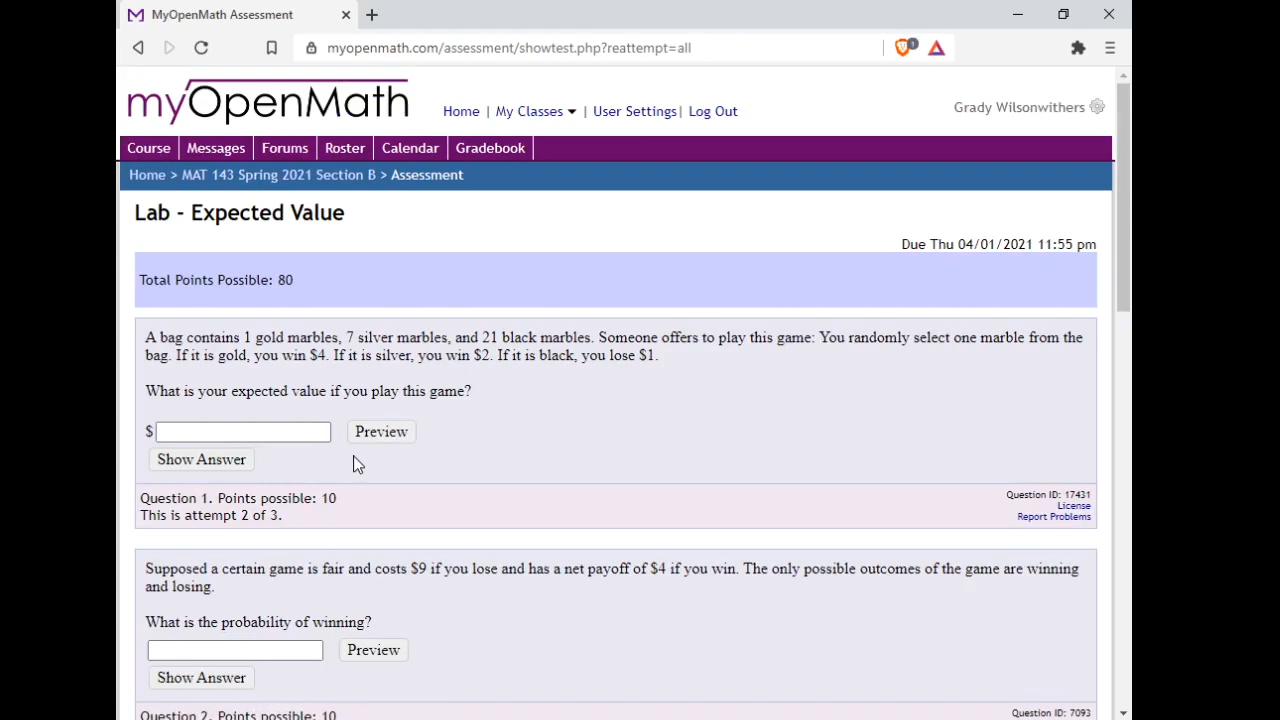 MyOpenMath Assessment
myopenmath.com/assessment/showtest.php?reattempt=all
1
myOpenMath
Home | My Classes | User Settings | Log Out
Grady Wilsonwithers
Course Messages Forums Roster Calendar Gradebook
Home > MAT 143 Spring 2021 Section B > Assessment
Lab - Expected Value
Due Thu 04/01/2021 11:55 pm
Total Points Possible: 80
A bag contains 1 gold marbles, 7 silver marbles, and 21 black marbles. Someone offers to play this game: You randomly select one marble from the
bag. If it is gold, you win $4. If it is silver, you win $2. If it is black, you lose $1.
What is your expected value if you play this game?
$ Preview
Show Answer
Question 1. Points possible: 10
This is attempt 2 of 3.
Question ID: 17431
License
Report Problems
Supposed a certain game is fair and costs $9 if you lose and has a net payoff of $4 if you win. The only possible outcomes of the game are winning
and losing.
What is the probability of winning?
Preview
Show Answer
Question 2. Points possible: 10
Question ID: 7093